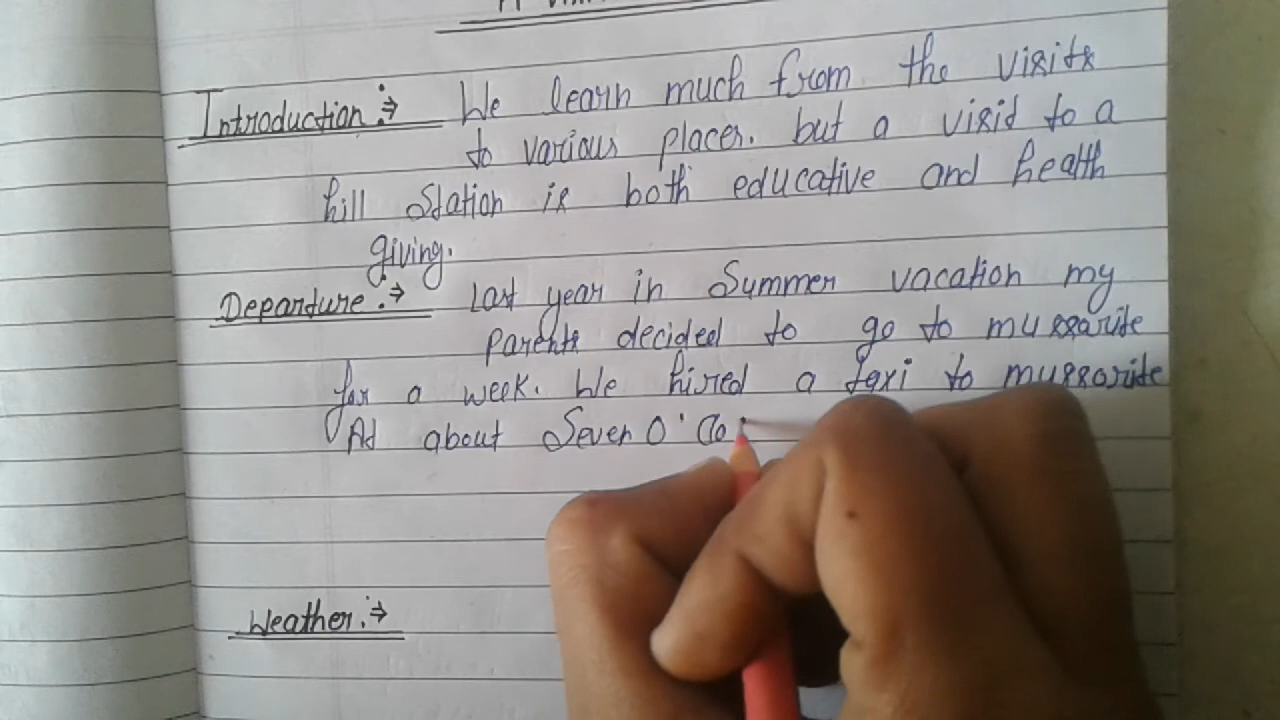 Introduction :⇒ We learn much from the visits
to various places. but a visit to a
hill Station is both educative and health
giving.
Departure :⇒ Last year in Summer vacation my
parents decided to go to mussarite
for a week. We hired a taxi to mussorite
At about Seven O' Clo
Weather :⇒